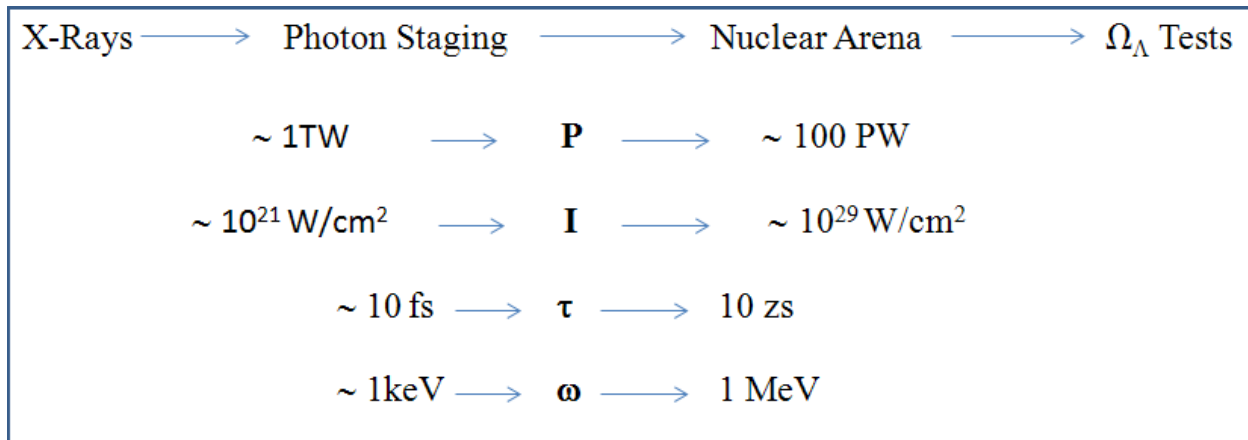 X-Rays → Photon Staging → Nuclear Arena → Ω_Λ Tests
~ 1TW → P → ~ 100 PW
~ 10²¹ W/cm² → I → ~ 10²⁹ W/cm²
~ 10 fs → τ → 10 zs
~ 1keV → ω → 1 MeV